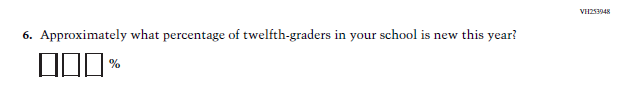 VH253948
6. Approximately what percentage of twelfth-graders in your school is new this year?
%